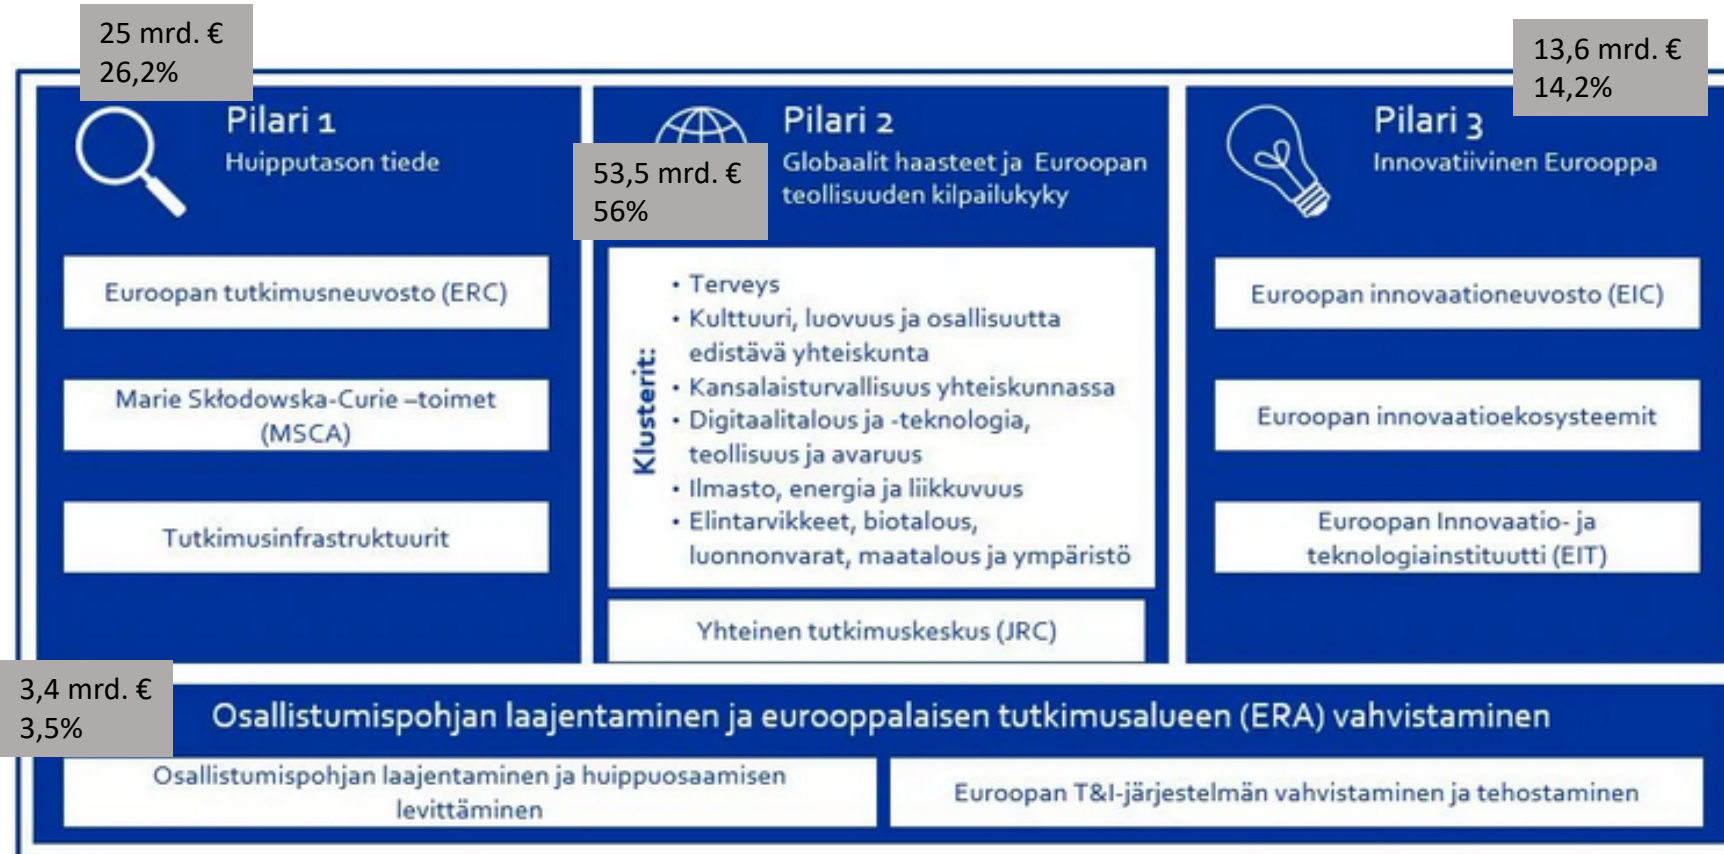 25 mrd. €
26,2%
Pilari 1
Huipputason tiede
Euroopan tutkimusneuvosto (ERC)
Marie Skłodowska-Curie –toimet
(MSCA)
Tutkimusinfrastruktuurit
53,5 mrd. €
56%
Pilari 2
Globaalit haasteet ja Euroopan
teollisuuden kilpailukyky
Klusterit:
• Terveys
• Kulttuuri, luovuus ja osallisuutta
edistävä yhteiskunta
• Kansalaisturvallisuus yhteiskunnassa
• Digitaalitalous ja -teknologia,
teollisuus ja avaruus
• Ilmasto, energia ja liikkuvuus
• Elintarvikkeet, biotalous,
luonnonvarat, maatalous ja ympäristö
Yhteinen tutkimuskeskus (JRC)
13,6 mrd. €
14,2%
Pilari 3
Innovatiivinen Eurooppa
Euroopan innovaationeuvosto (EIC)
Euroopan innovaatioekosysteemit
Euroopan Innovaatio- ja
teknologiainstituutti (EIT)
3,4 mrd. €
3,5%
Osallistumispohjan laajentaminen ja eurooppalaisen tutkimusalueen (ERA) vahvistaminen
Osallistumispohjan laajentaminen ja huippuosaamisen
levittäminen
Euroopan T&I-järjestelmän vahvistaminen ja tehostaminen